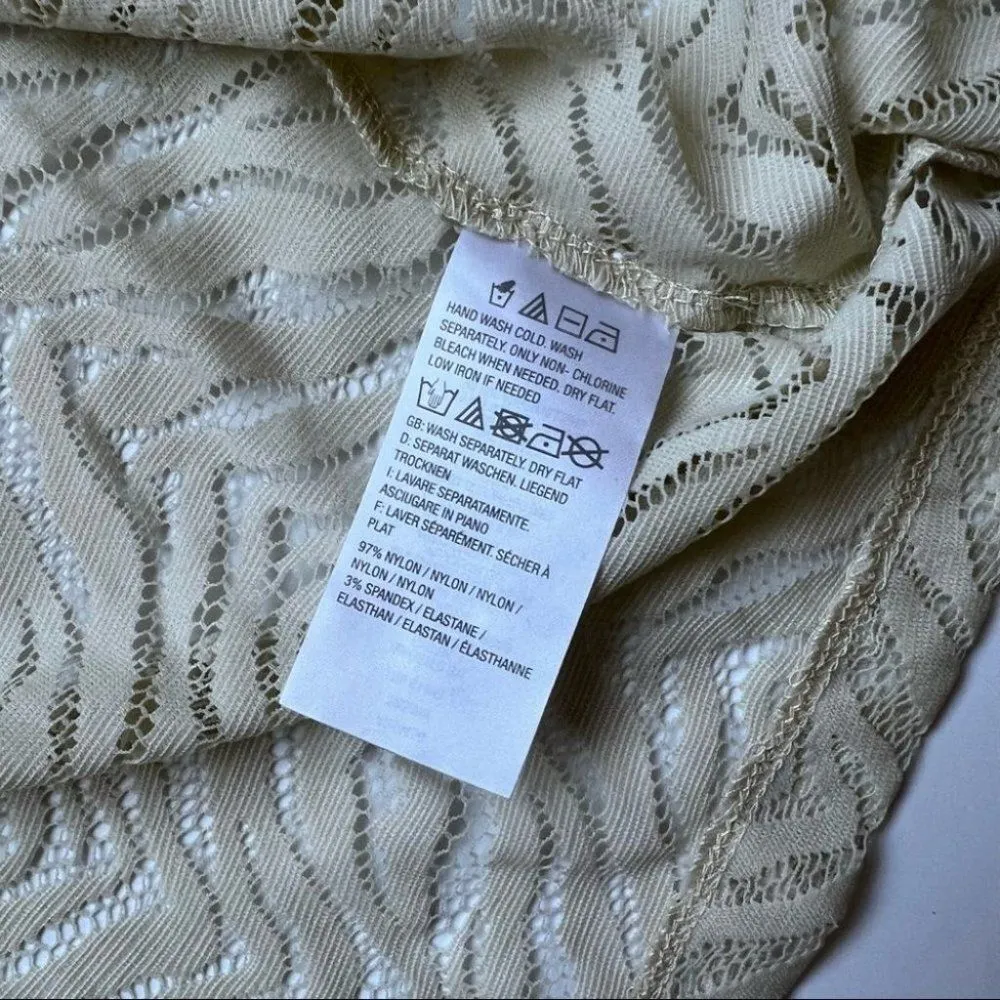 HAND WASH COLD. WASH
SEPARATELY. ONLY NON- CHLORINE
BLEACH WHEN NEEDED. DRY FLAT.
LOW IRON IF NEEDED
GB: WASH SEPARATELY. DRY FLAT
D. SEPARAT WASCHEN. LIEGEND
TROCKNEN
I: LAVARE SEPARATAMENTE.
ASCIUGARE IN PIANO
F: LAVER SÉPARÉMENT. SÉCHER À
PLAT
97% NYLON / NYLON / NYLON /
NYLON / NYLON
3% SPANDEX / ELASTANE /
ELASTHAN / ELASTAN / ÉLASTHANNE